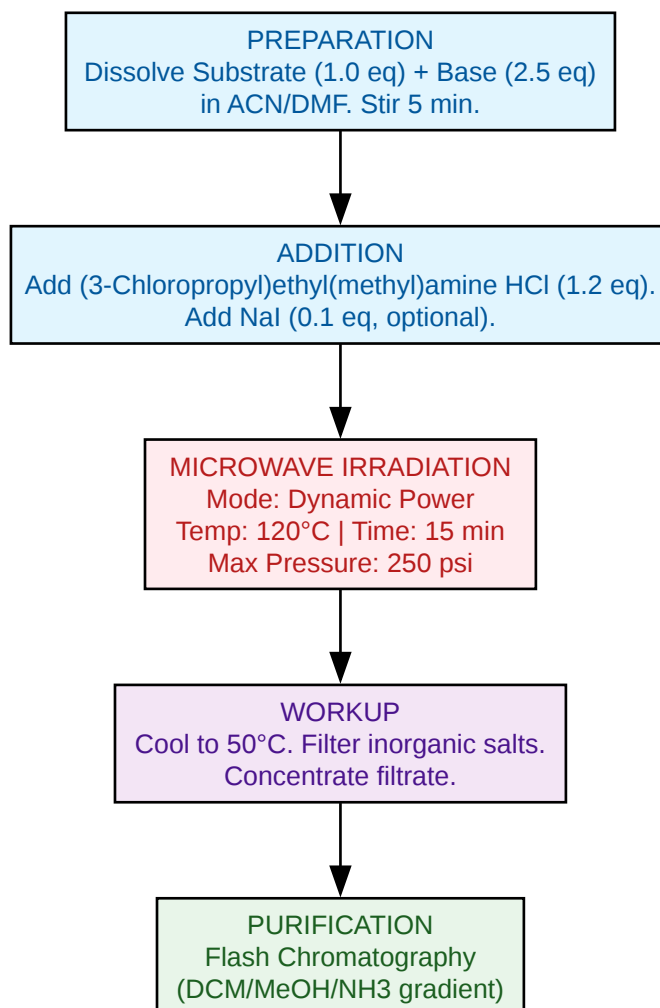 PREPARATION
Dissolve Substrate (1.0 eq) + Base (2.5 eq)
in ACN/DMF. Stir 5 min.
ADDITION
Add (3-Chloropropyl)ethyl(methyl)amine HCl (1.2 eq).
Add NaI (0.1 eq, optional).
MICROWAVE IRRADIATION
Mode: Dynamic Power
Temp: 120°C | Time: 15 min
Max Pressure: 250 psi
WORKUP
Cool to 50°C. Filter inorganic salts.
Concentrate filtrate.
PURIFICATION
Flash Chromatography
(DCM/MeOH/NH3 gradient)